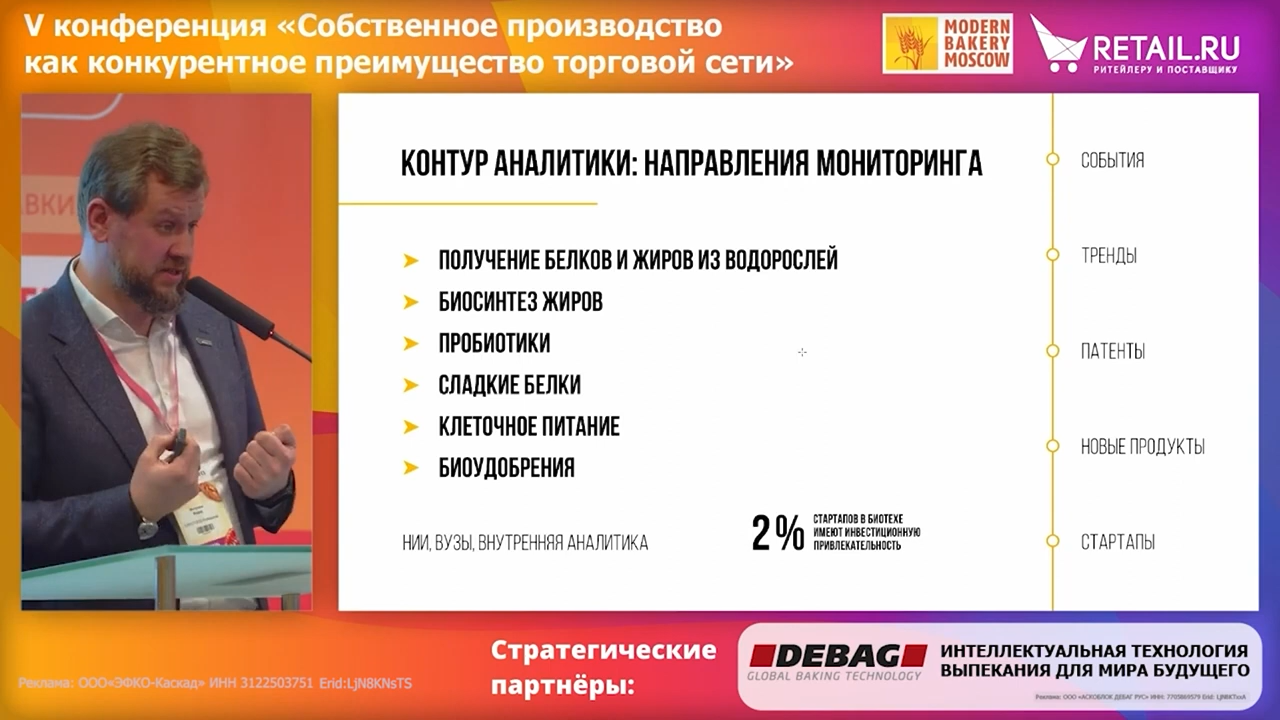 V конференция «Собственное производство
как конкурентное преимущество торговой сети»
MODERN
BAKERY
MOSCOW
RETAIL.RU
РИТЕЙЛЕРУ И ПОСТАВЩИКУ
КОНТУР АНАЛИТИКИ: НАПРАВЛЕНИЯ МОНИТОРИНГА
ПОЛУЧЕНИЕ БЕЛКОВ И ЖИРОВ ИЗ ВОДОРОСЛЕЙ
БИОСИНТЕЗ ЖИРОВ
ПРОБИОТИКИ
СЛАДКИЕ БЕЛКИ
КЛЕТОЧНОЕ ПИТАНИЕ
БИОУДОБРЕНИЯ
НИИ, ВУЗЫ, ВНУТРЕННЯЯ АНАЛИТИКА
2%
СТАРТАПОВ В БИОТЕХЕ
ИМЕЮТ ИНВЕСТИЦИОННУЮ
ПРИВЛЕКАТЕЛЬНОСТЬ
СОБЫТИЯ
ТРЕНДЫ
ПАТЕНТЫ
НОВЫЕ ПРОДУКТЫ
СТАРТАПЫ
Реклама: ООО«ЭФКО-Каскад» ИНН 3122503751 Erid:LjN8KNsTS
Стратегические
партнёры:
DEBAG
GLOBAL BAKING TECHNOLOGY
ИНТЕЛЛЕКТУАЛЬНАЯ ТЕХНОЛОГИЯ
ВЫПЕКАНИЯ ДЛЯ МИРА БУДУЩЕГО